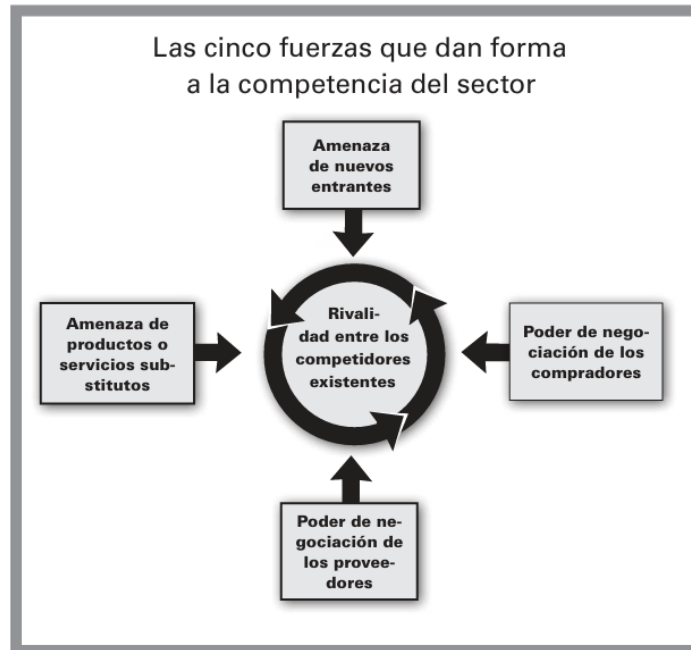 Las cinco fuerzas que dan forma
a la competencia del sector
Amenaza
de nuevos
entrantes
Amenaza de
productos o
servicios sub-
stitutos
Rivali-
dad entre los
competidores
existentes
Poder de nego-
ciación de los
compradores
Poder de ne-
gociación de
los provee-
dores